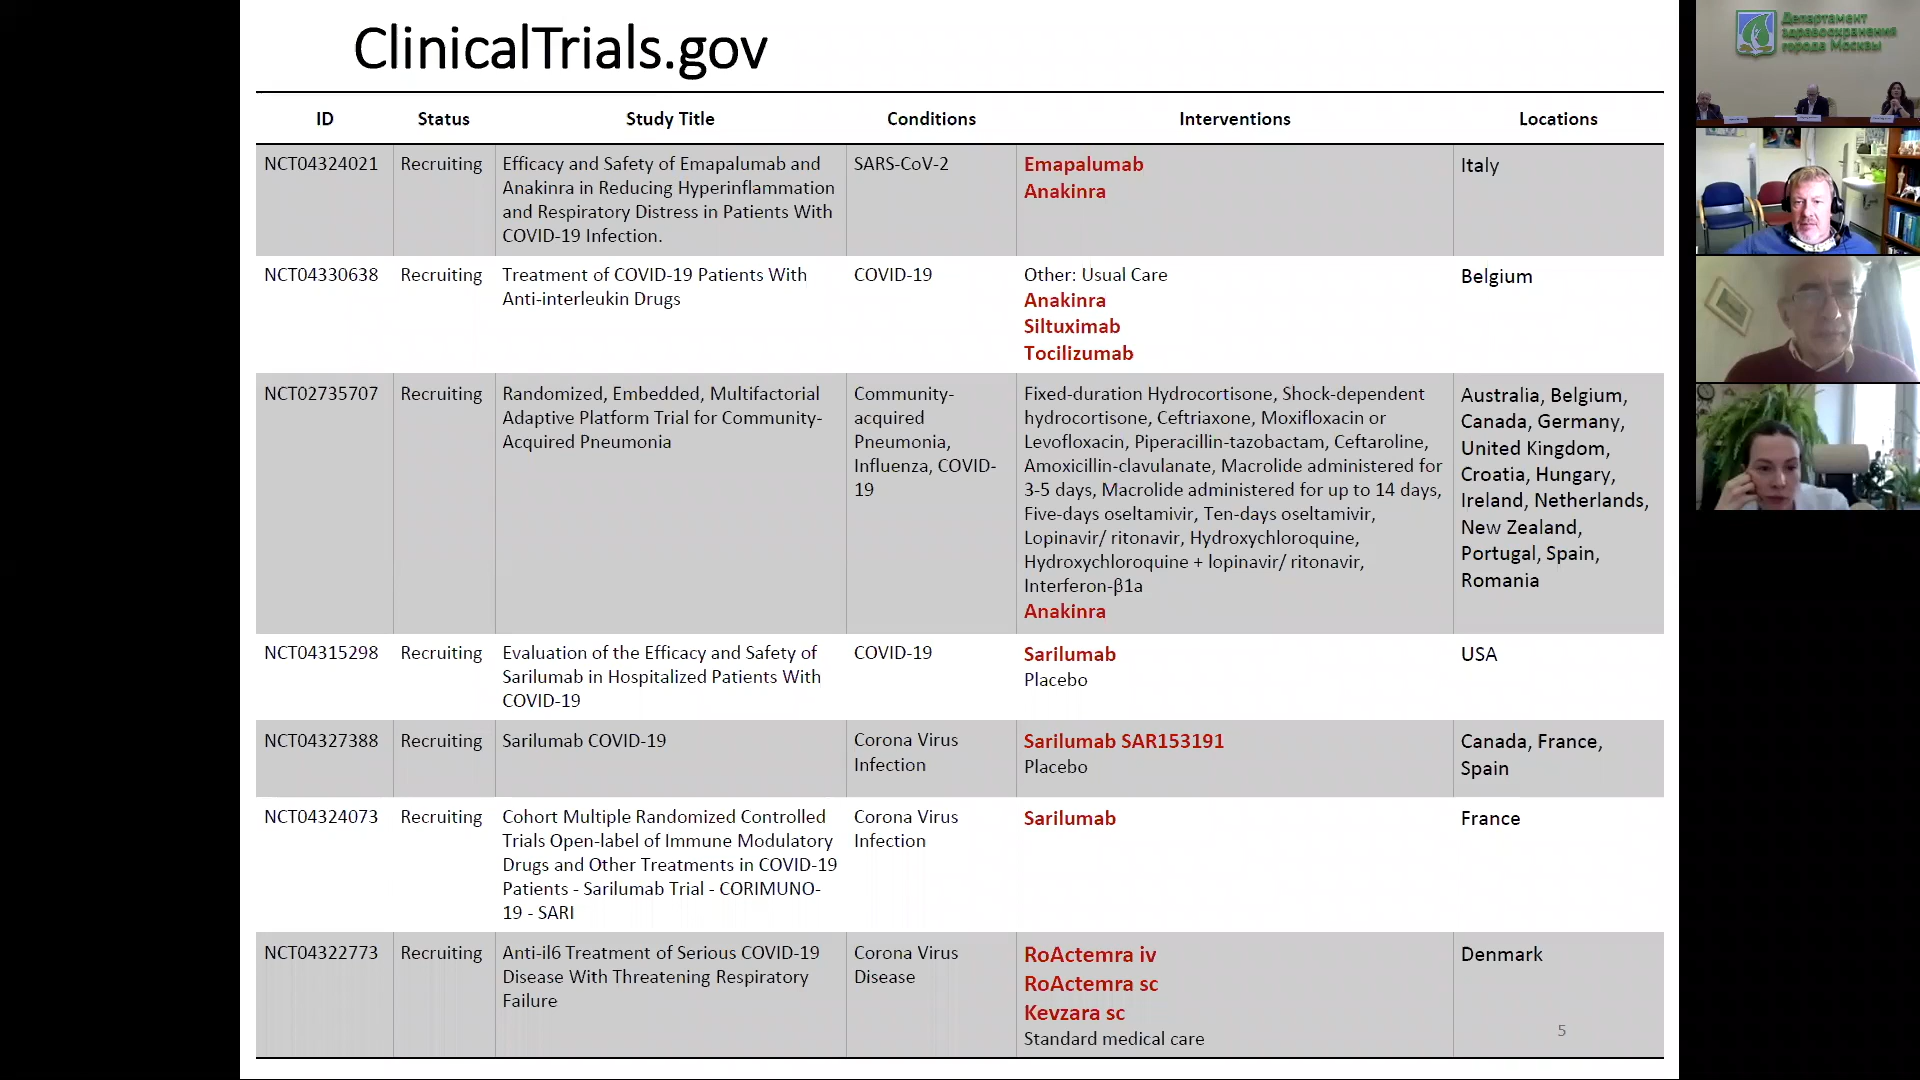 ClinicalTrials.gov
ID Status Study Title Conditions Interventions Locations
NCT04324021
Recruiting
Efficacy and Safety of Emapalumab and
Anakinra in Reducing Hyperinflammation
and Respiratory Distress in Patients With
COVID-19 Infection.
SARS-CoV-2
Emapalumab
Anakinra
Italy
NCT04330638
Recruiting
Treatment of COVID-19 Patients With
Anti-interleukin Drugs
COVID-19
Other: Usual Care
Anakinra
Siltuximab
Tocilizumab
Belgium
NCT02735707
Recruiting
Randomized, Embedded, Multifactorial
Adaptive Platform Trial for Community-
Acquired Pneumonia
Community-
acquired
Pneumonia,
Influenza, COVID-
19
Fixed-duration Hydrocortisone, Shock-dependent
hydrocortisone, Ceftriaxone, Moxifloxacin or
Levofloxacin, Piperacillin-tazobactam, Ceftaroline,
Amoxicillin-clavulanate, Macrolide administered for
3-5 days, Macrolide administered for up to 14 days,
Five-days oseltamivir, Ten-days oseltamivir,
Lopinavir/ ritonavir, Hydroxychloroquine,
Hydroxychloroquine + lopinavir/ ritonavir,
Interferon-β1a
Anakinra
Australia, Belgium,
Canada, Germany,
United Kingdom,
Croatia, Hungary,
Ireland, Netherlands,
New Zealand,
Portugal, Spain,
Romania
NCT04315298
Recruiting
Evaluation of the Efficacy and Safety of
Sarilumab in Hospitalized Patients With
COVID-19
COVID-19
Sarilumab
Placebo
USA
NCT04327388
Recruiting
Sarilumab COVID-19
Corona Virus
Infection
Sarilumab SAR153191
Placebo
Canada, France,
Spain
NCT04324073
Recruiting
Cohort Multiple Randomized Controlled
Trials Open-label of Immune Modulatory
Drugs and Other Treatments in COVID-19
Patients - Sarilumab Trial - CORIMUNO-
19 - SARI
Corona Virus
Infection
Sarilumab
France
NCT04322773
Recruiting
Anti-il6 Treatment of Serious COVID-19
Disease With Threatening Respiratory
Failure
Corona Virus
Disease
RoActemra iv
RoActemra sc
Kevzara sc
Standard medical care
Denmark
5
Департамент
здравоохранения
города Москвы